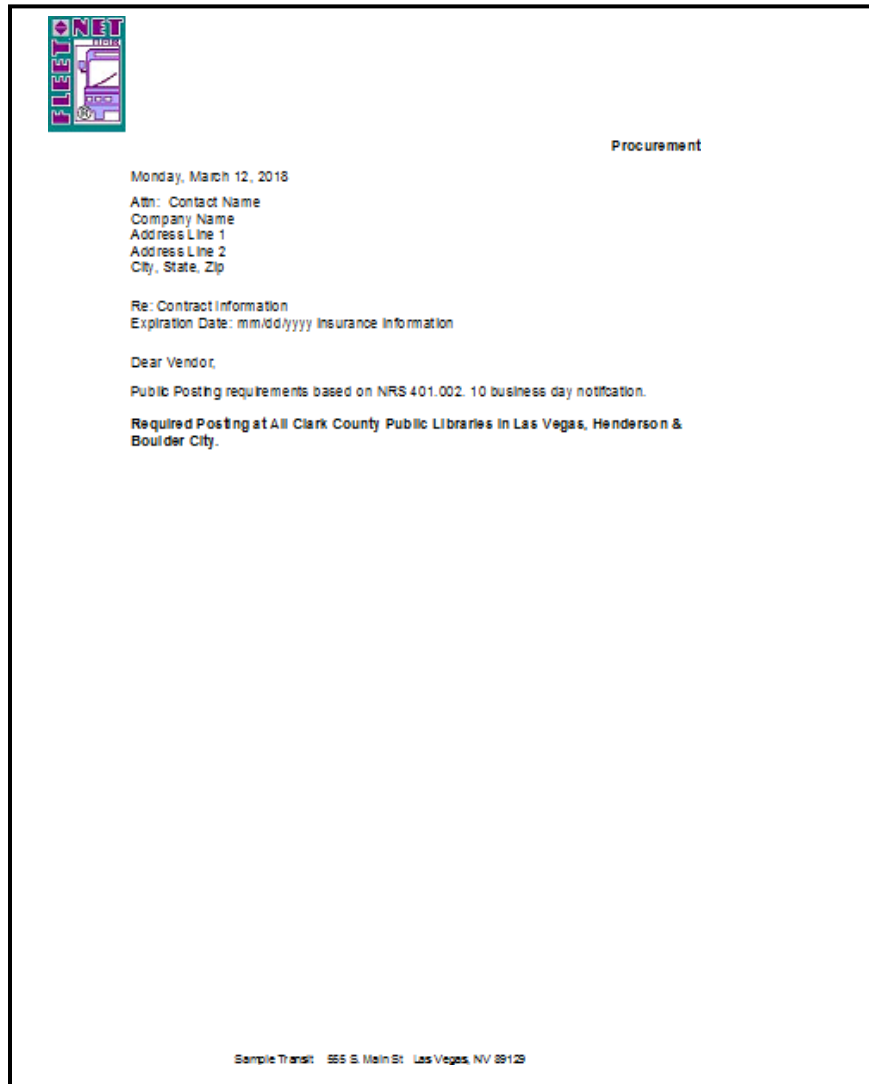 FLEET NET
Procurement
Monday, March 12, 2018
Attn: Contact Name
Company Name
Address Line 1
Address Line 2
City, State, Zip
Re: Contract Information
Expiration Date: mm/dd/yyyy Insurance Information
Dear Vendor,
Public Posting requirements based on NRS 401.002. 10 business day notifcation.
Required Posting at All Clark County Public Libraries in Las Vegas, Henderson &
Boulder City.
Sample Transit 555 S. Main St Las Vegas, NV 89129